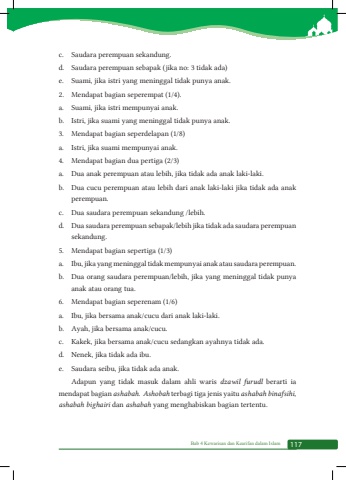 c. Saudara perempuan sekandung.
d. Saudara perempuan sebapak (jika no: 3 tidak ada)
e. Suami, jika istri yang meninggal tidak punya anak.
2. Mendapat bagian seperempat (1/4).
a. Suami, jika istri mempunyai anak.
b. Istri, jika suami yang meninggal tidak punya anak.
3. Mendapat bagian seperdelapan (1/8)
a. Istri, jika suami mempunyai anak.
4. Mendapat bagian dua pertiga (2/3)
a. Dua anak perempuan atau lebih, jika tidak ada anak laki-laki.
b. Dua cucu perempuan atau lebih dari anak laki-laki jika tidak ada anak
perempuan.
c. Dua saudara perempuan sekandung /lebih.
d. Dua saudara perempuan sebapak/lebih jika tidak ada saudara perempuan
sekandung.
5. Mendapat bagian sepertiga (1/3)
a. Ibu, jika yang meninggal tidak mempunyai anak atau saudara perempuan.
b. Dua orang saudara perempuan/lebih, jika yang meninggal tidak punya
anak atau orang tua.
6. Mendapat bagian seperenam (1/6)
a. Ibu, jika bersama anak/cucu dari anak laki-laki.
b. Ayah, jika bersama anak/cucu.
c. Kakek, jika bersama anak/cucu sedangkan ayahnya tidak ada.
d. Nenek, jika tidak ada ibu.
e. Saudara seibu, jika tidak ada anak.
Adapun yang tidak masuk dalam ahli waris dzawil furudl berarti ia
mendapat bagian ashabah. Ashobah terbagi tiga jenis yaitu ashabah binafsihi,
ashabah bighairi dan ashabah yang menghabiskan bagian tertentu.
Bab 4 Kewarisan dan Kearifan dalam Islam 117